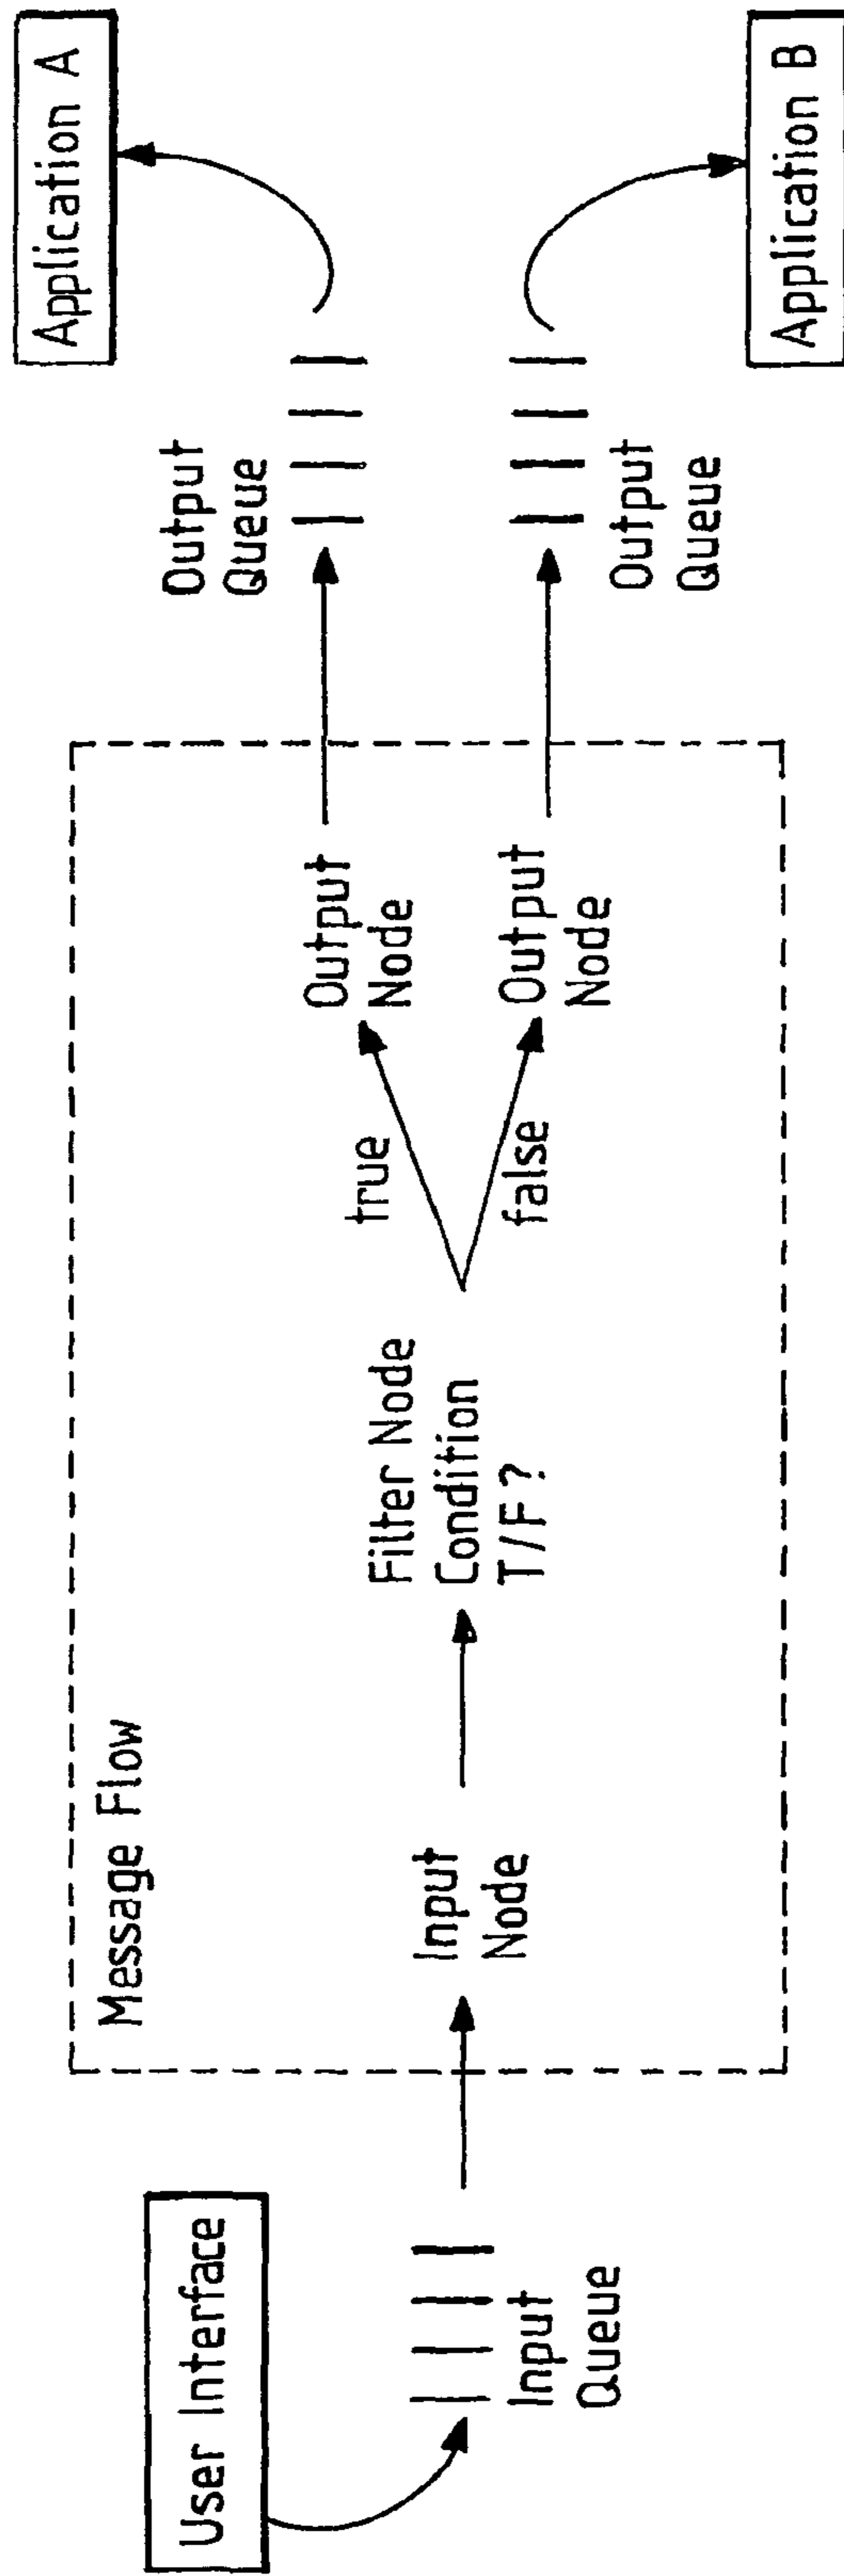 User Interface
Input
Queue
Message Flow
Input
Node
Filter Node
Condition
T/F?
true
false
Output
Node
Output
Node
Output
Queue
Output
Queue
Application A
Application B